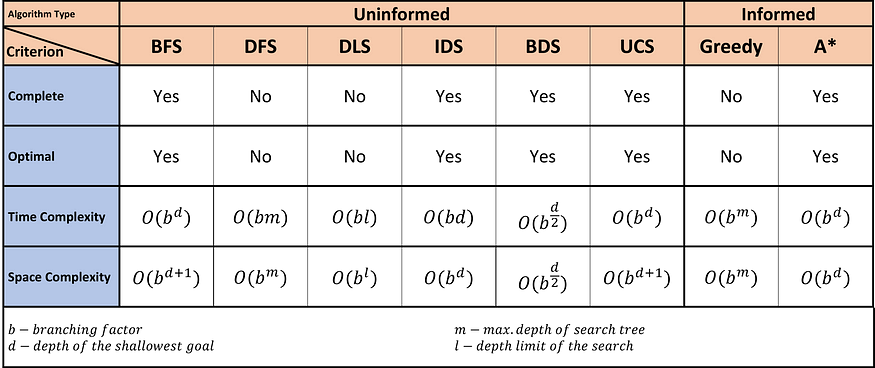 Algorithm Type Uninformed Informed
Criterion BFS DFS DLS IDS BDS UCS Greedy A*
Complete Yes No No Yes Yes Yes No Yes
Optimal Yes No No Yes Yes Yes No Yes
Time Complexity O(b^d) O(bm) O(bl) O(bd) O(b^(d/2)) O(b^d) O(b^m) O(b^d)
Space Complexity O(b^(d+1)) O(b^m) O(b^l) O(b^d) O(b^(d/2)) O(b^(d+1)) O(b^m) O(b^d)
b − branching factor m − max. depth of search tree
d − depth of the shallowest goal l − depth limit of the search